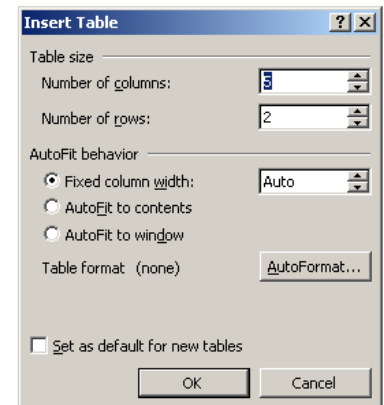 Insert Table
Table size
Number of columns: 5
Number of rows: 2
AutoFit behavior
Fixed column width: Auto
AutoFit to contents
AutoFit to window
Table format (none) AutoFormat...
Set as default for new tables
OK Cancel